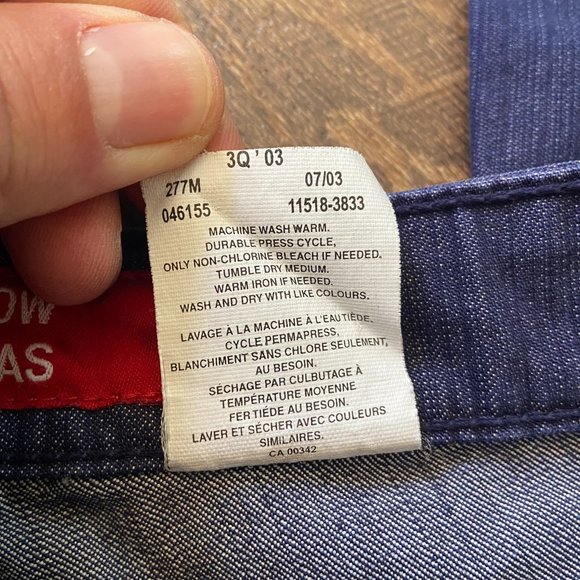 3Q ' 03
277M 07/03
046155 11518-3833
MACHINE WASH WARM.
DURABLE PRESS CYCLE,
ONLY NON-CHLORINE BLEACH IF NEEDED.
TUMBLE DRY MEDIUM.
WARM IRON IF NEEDED.
WASH AND DRY WITH LIKE COLOURS.
LAVAGE À LA MACHINE À L'EAUTIÈDE,
CYCLE PERMAPRESS,
BLANCHIMENT SANS CHLORE SEULEMENT,
AU BESOIN.
SÉCHAGE PAR CULBUTAGE À
TEMPÉRATURE MOYENNE
FER TIÉDE AU BESOIN.
LAVER ET SÉCHER AVEC COULEURS
SIMILAIRES.
CA 00342
OW
AS